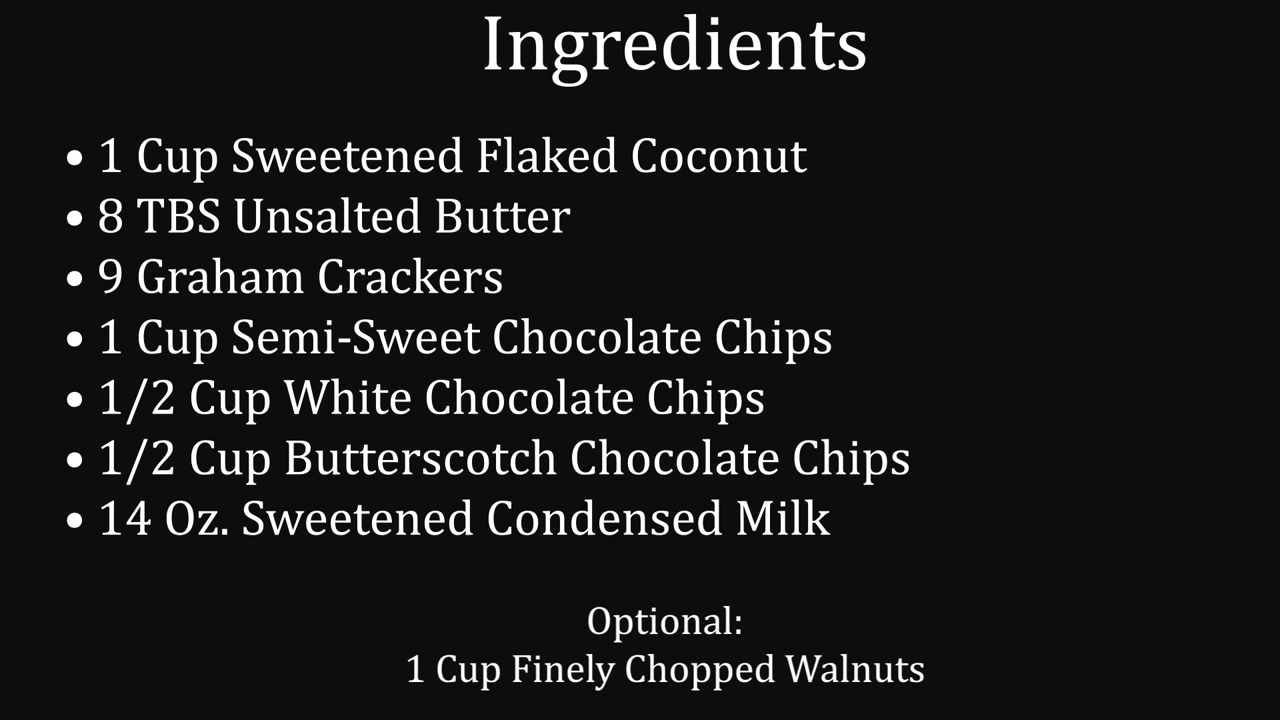 Ingredients
• 1 Cup Sweetened Flaked Coconut
• 8 TBS Unsalted Butter
• 9 Graham Crackers
• 1 Cup Semi-Sweet Chocolate Chips
• 1/2 Cup White Chocolate Chips
• 1/2 Cup Butterscotch Chocolate Chips
• 14 Oz. Sweetened Condensed Milk
Optional:
1 Cup Finely Chopped Walnuts